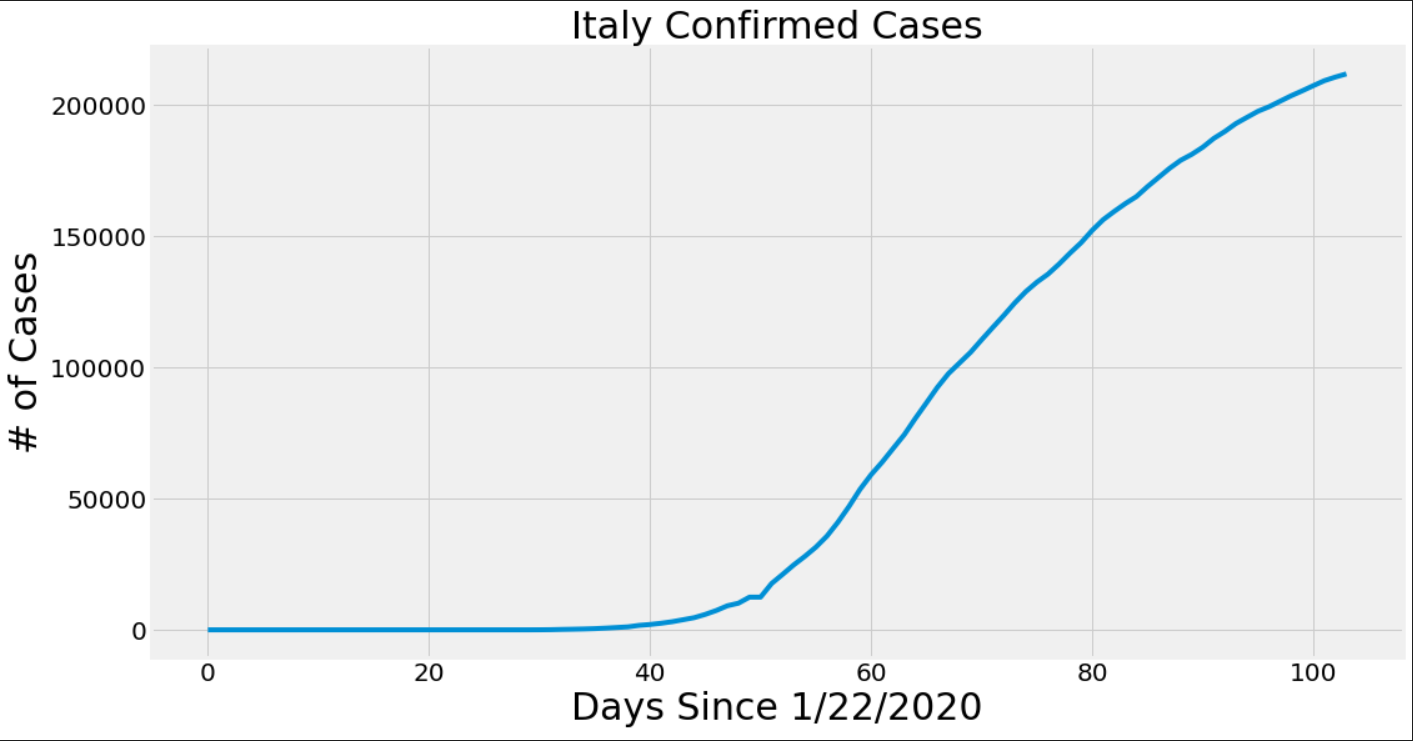 Italy Confirmed Cases
200000
150000
100000
50000
0
# of Cases
0 20 40 60 80 100
Days Since 1/22/2020